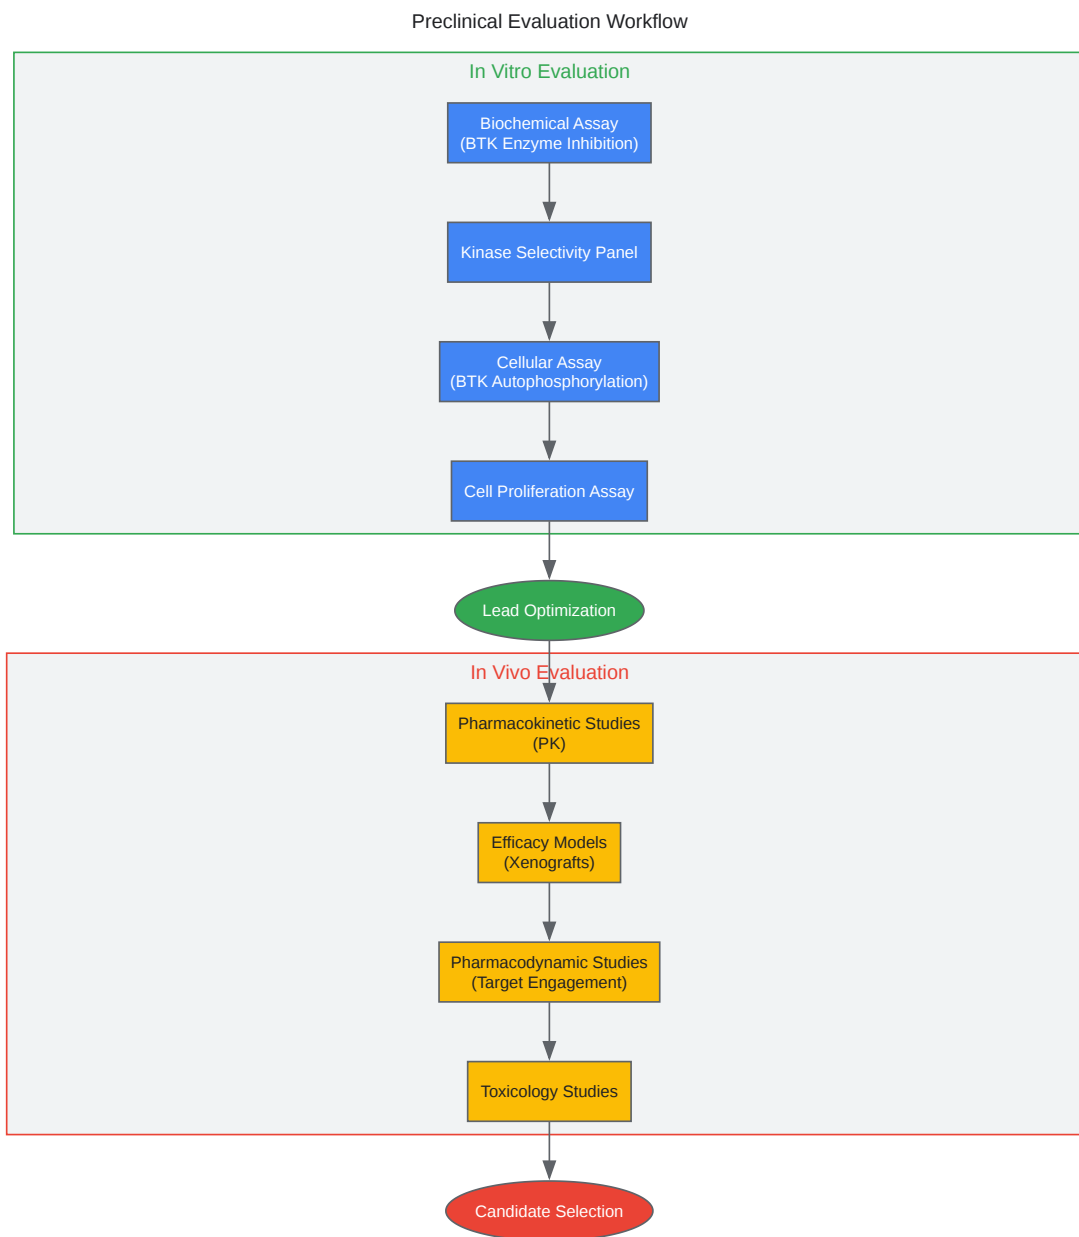 Preclinical Evaluation Workflow
In Vitro Evaluation
Biochemical Assay
(BTK Enzyme Inhibition)
Kinase Selectivity Panel
Cellular Assay
(BTK Autophosphorylation)
Cell Proliferation Assay
Lead Optimization
In Vivo Evaluation
Pharmacokinetic Studies
(PK)
Efficacy Models
(Xenografts)
Pharmacodynamic Studies
(Target Engagement)
Toxicology Studies
Candidate Selection